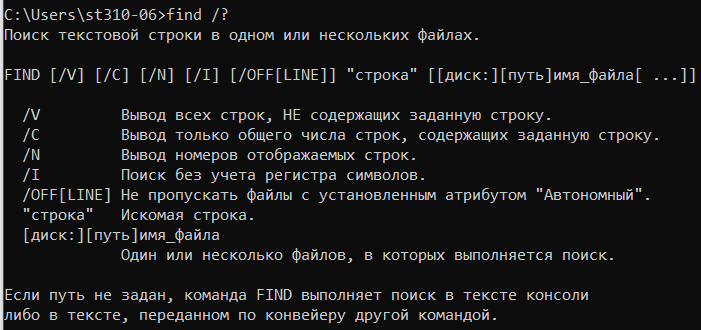 C:\Users\st310-06>find /?
Поиск текстовой строки в одном или нескольких файлах.
FIND [/V] [/C] [/N] [/I] [/OFF[LINE]] "строка" [[диск:][путь]имя_файла[ ...]]
/V Вывод всех строк, НЕ содержащих заданную строку.
/C Вывод только общего числа строк, содержащих заданную строку.
/N Вывод номеров отображаемых строк.
/I Поиск без учета регистра символов.
/OFF[LINE] Не пропускать файлы с установленным атрибутом "Автономный".
"строка" Искомая строка.
[диск:][путь]имя_файла
Один или несколько файлов, в которых выполняется поиск.
Если путь не задан, команда FIND выполняет поиск в тексте консоли
либо в тексте, переданном по конвейеру другой командой.